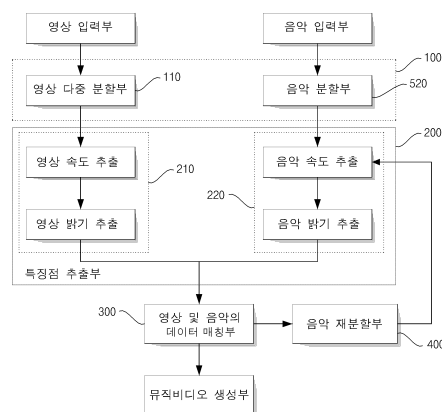 영상 입력부
음악 입력부
100
영상 다중 분할부
110
음악 분할부
520
200
영상 속도 추출
210
음악 속도 추출
220
영상 밝기 추출
음악 밝기 추출
특징점 추출부
300
영상 및 음악의
데이터 매칭부
음악 재분할부
400
뮤직비디오 생성부